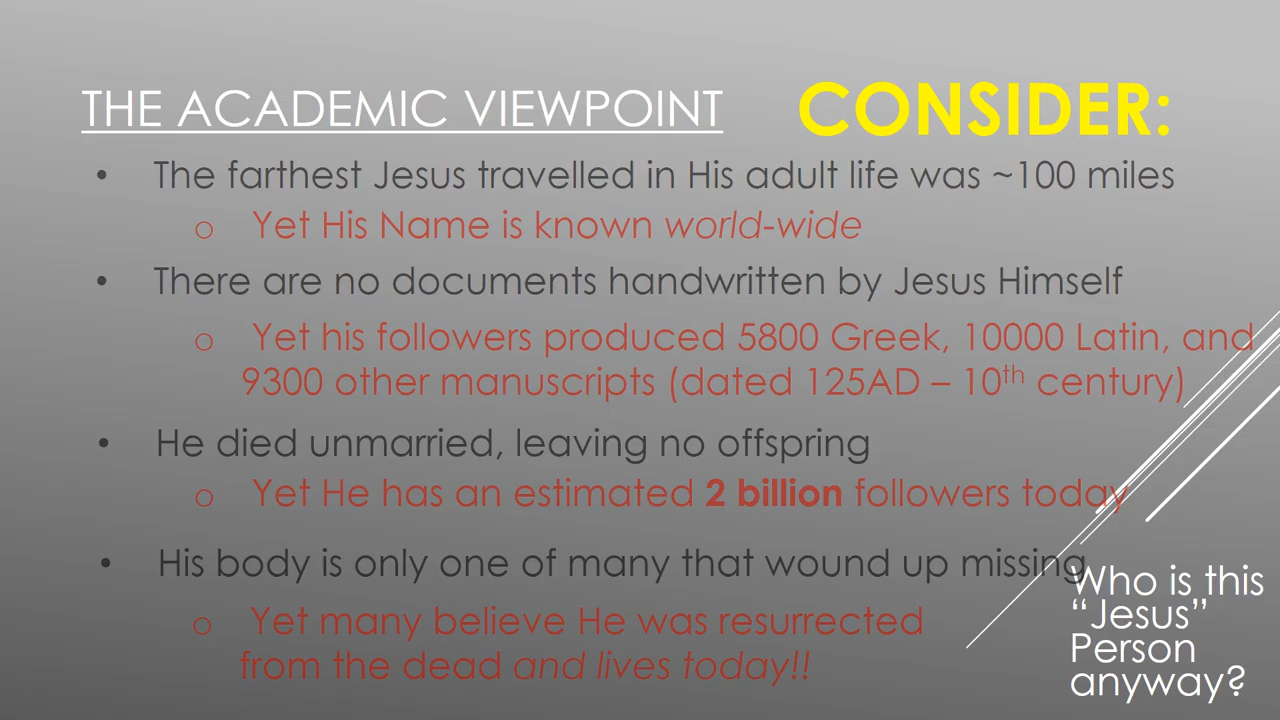 THE ACADEMIC VIEWPOINT
CONSIDER:
• The farthest Jesus travelled in His adult life was ~100 miles
o Yet His Name is known world-wide
• There are no documents handwritten by Jesus Himself
o Yet his followers produced 5800 Greek, 10000 Latin, and
9300 other manuscripts (dated 125AD – 10th century)
• He died unmarried, leaving no offspring
o Yet He has an estimated 2 billion followers today
• His body is only one of many that wound up missing
o Yet many believe He was resurrected
from the dead and lives today!!
Who is this
“Jesus”
Person
anyway?